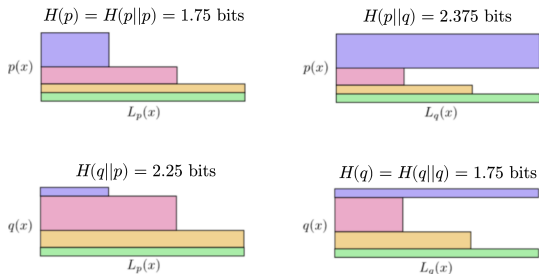 H(p) = H(p||p) = 1.75 bits
p(x)
L_p(x)
H(p||q) = 2.375 bits
p(x)
L_q(x)
H(q||p) = 2.25 bits
q(x)
L_p(x)
H(q) = H(q||q) = 1.75 bits
q(x)
L_q(x)